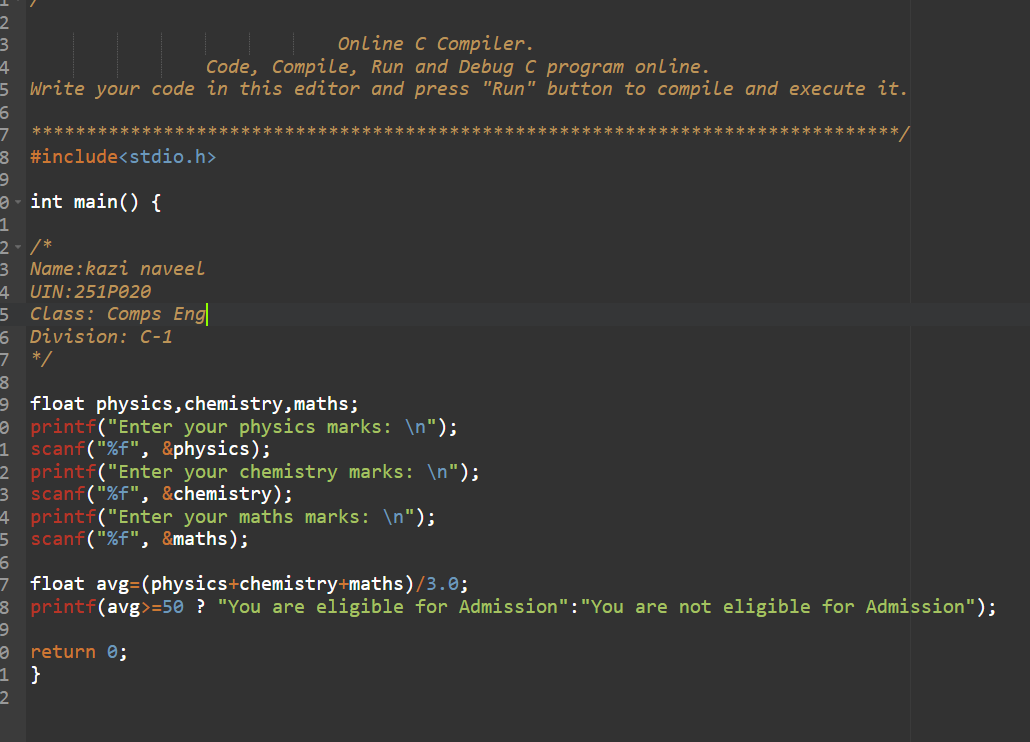 1 /
2
3 Online C Compiler.
4 Code, Compile, Run and Debug C program online.
5 Write your code in this editor and press "Run" button to compile and execute it.
6
7 *******************************************************************************/
8 #include<stdio.h>
9
0 int main() {
1
2 /*
3 Name:kazi naveel
4 UIN:251P020
5 Class: Comps Eng
6 Division: C-1
7 */
8
9 float physics,chemistry,maths;
0 printf("Enter your physics marks: \n");
1 scanf("%f", &physics);
2 printf("Enter your chemistry marks: \n");
3 scanf("%f", &chemistry);
4 printf("Enter your maths marks: \n");
5 scanf("%f", &maths);
6
7 float avg=(physics+chemistry+maths)/3.0;
8 printf(avg>=50 ? "You are eligible for Admission":"You are not eligible for Admission");
9
0 return 0;
1 }
2